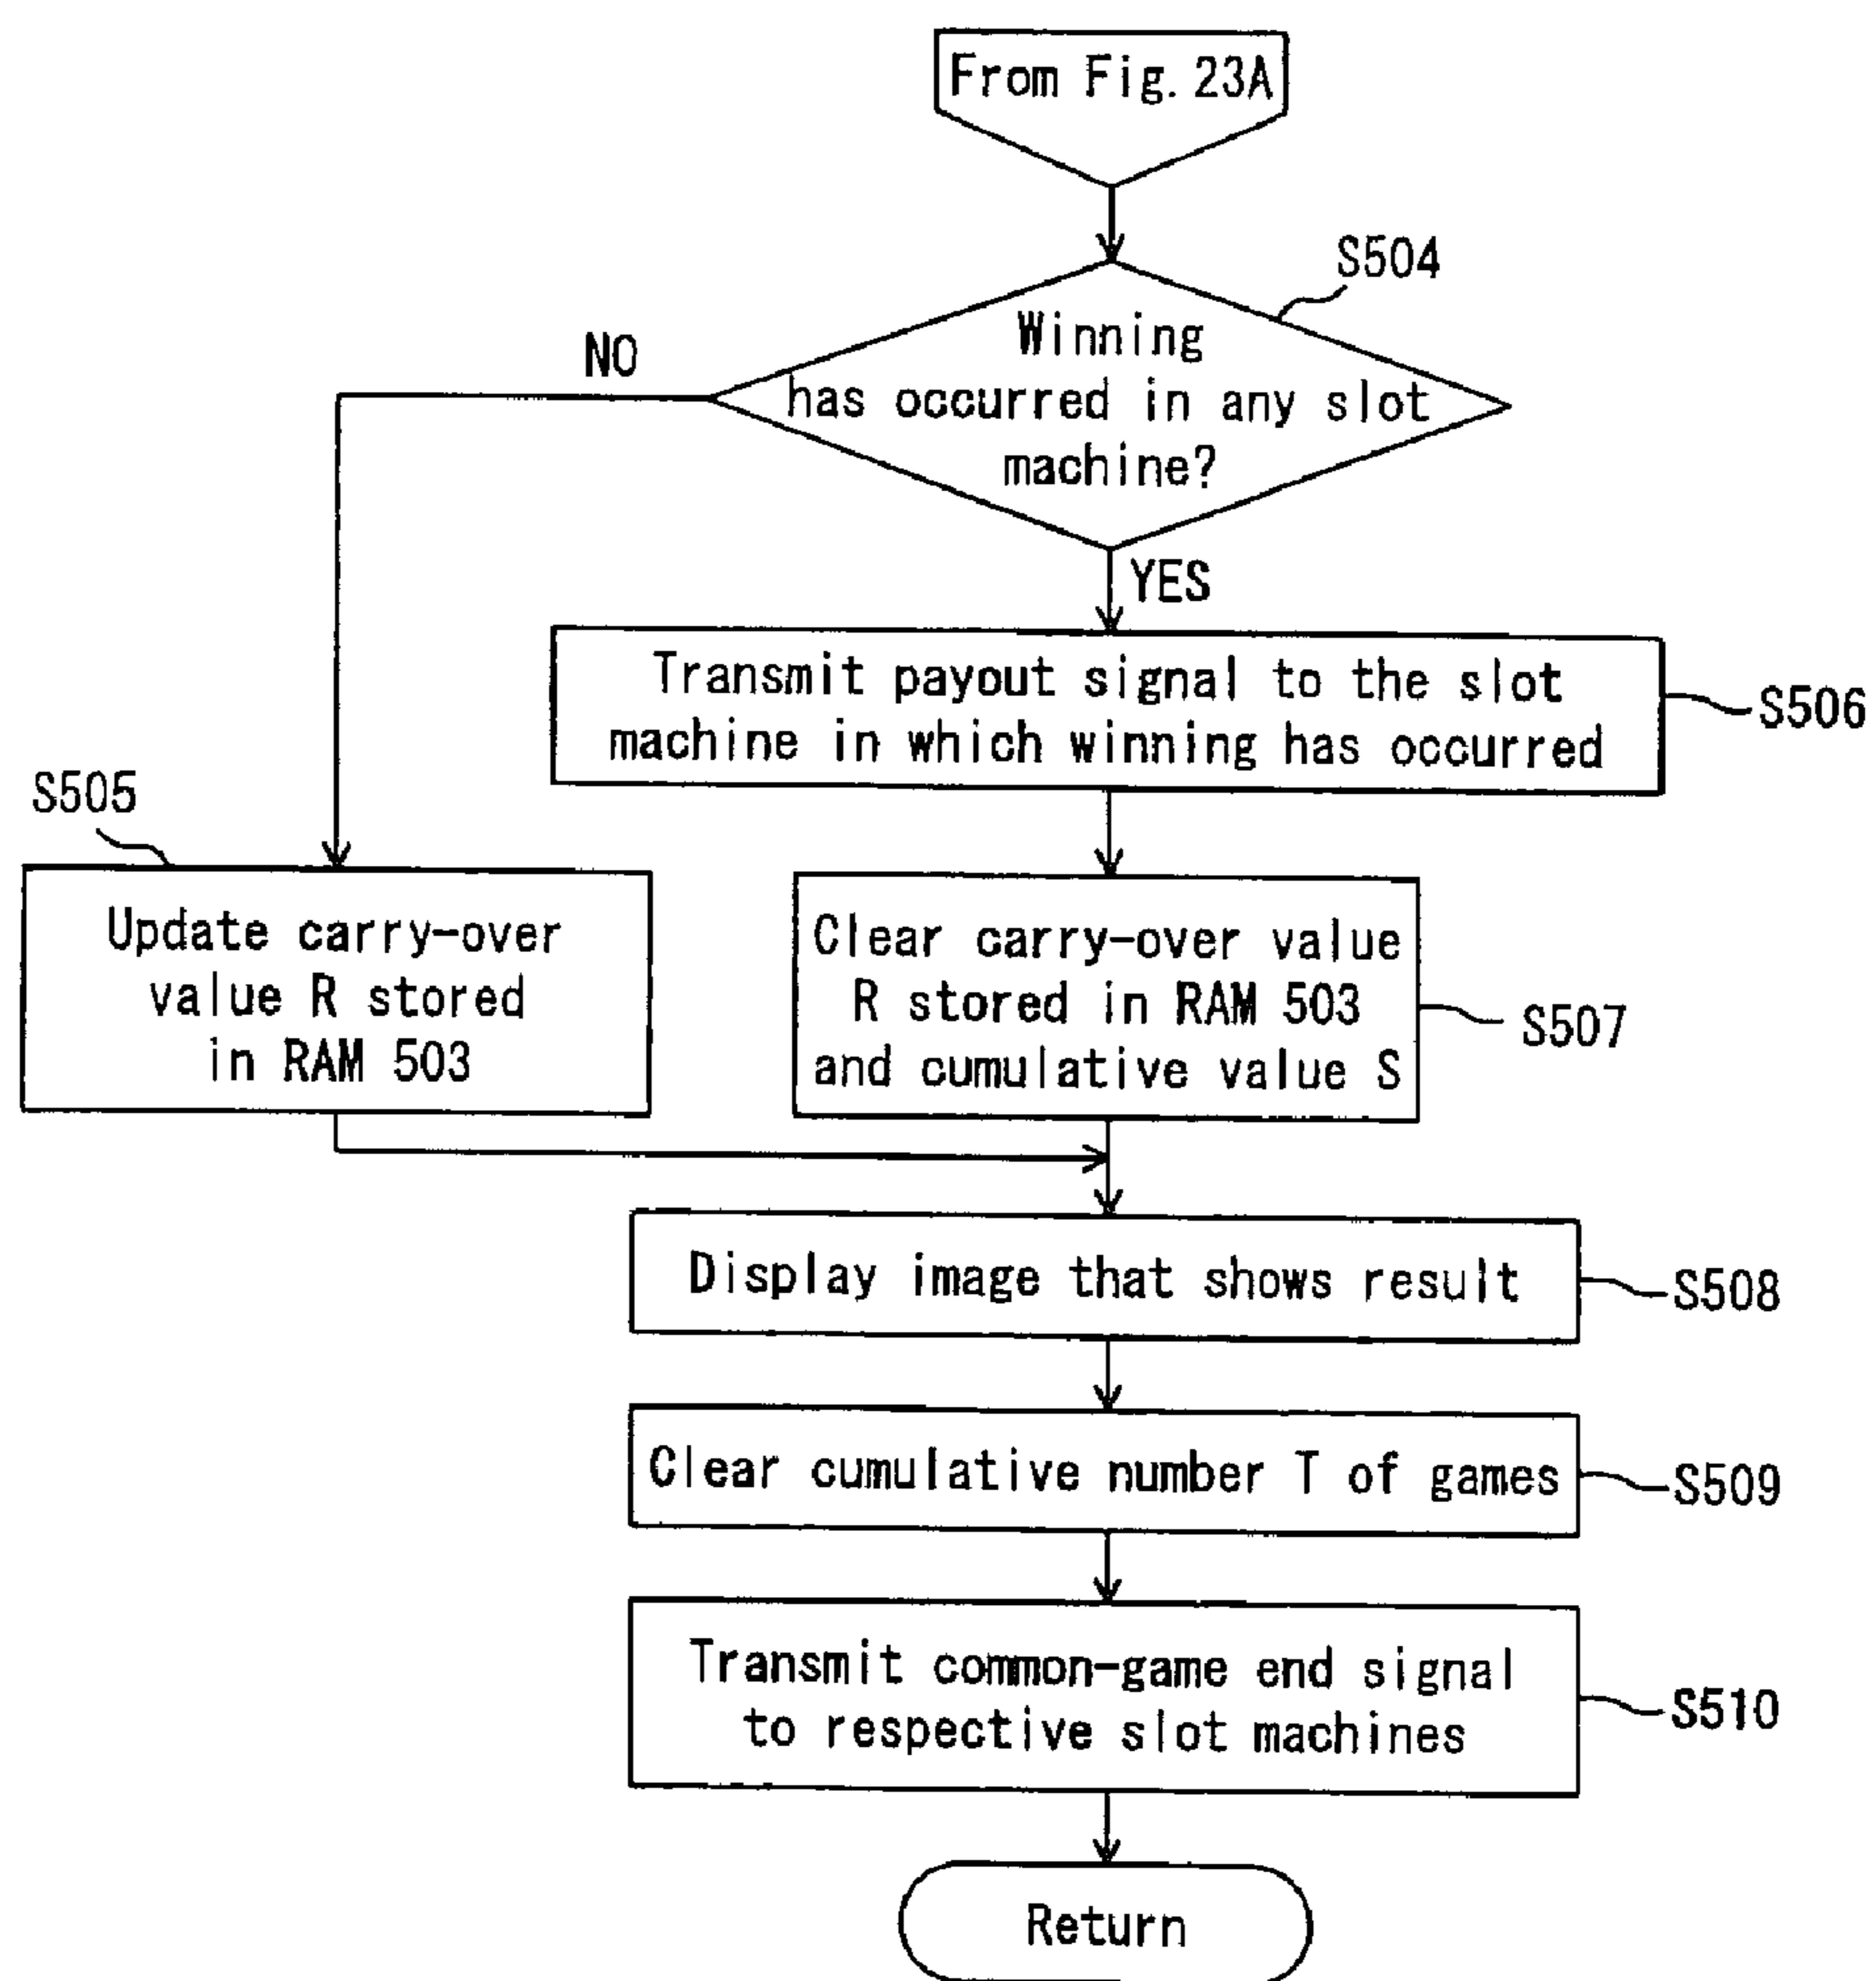 From Fig. 23A
S504
Winning
has occurred in any slot
machine?
NO
YES
Transmit payout signal to the slot
machine in which winning has occurred
S506
S505
Update carry-over
value R stored
in RAM 503
Clear carry-over value
R stored in RAM 503
and cumulative value S
S507
Display image that shows result
S508
Clear cumulative number T of games
S509
Transmit common-game end signal
to respective slot machines
S510
Return